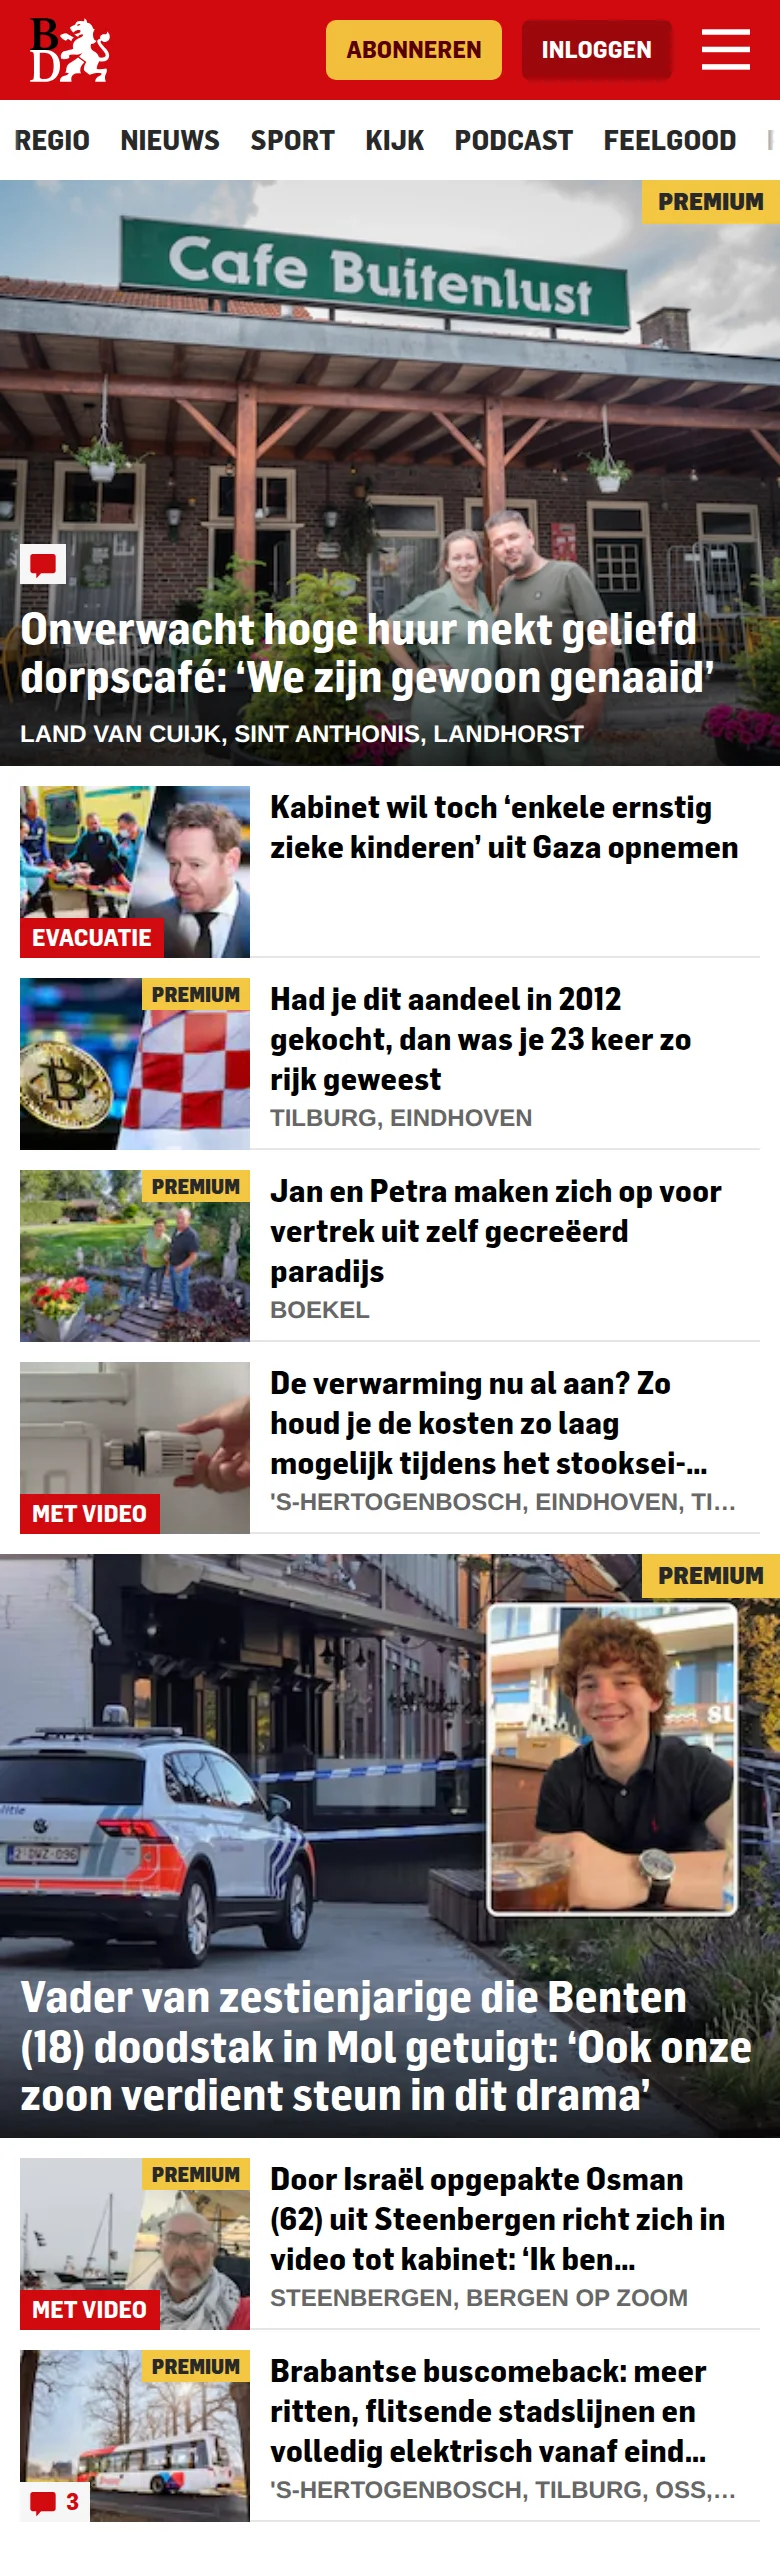 BD
ABONNEREN
INLOGGEN
REGIO NIEUWS SPORT KIJK PODCAST FEELGOOD
PREMIUM
Cafe Buitenlust
Onverwacht hoge huur nekt geliefd
dorpscafé: ‘We zijn gewoon genaaid’
LAND VAN CUIJK, SINT ANTHONIS, LANDHORST
Kabinet wil toch ‘enkele ernstig
zieke kinderen’ uit Gaza opnemen
EVACUATIE
PREMIUM
Had je dit aandeel in 2012
gekocht, dan was je 23 keer zo
rijk geweest
TILBURG, EINDHOVEN
PREMIUM
Jan en Petra maken zich op voor
vertrek uit zelf gecreëerd
paradijs
BOEKEL
De verwarming nu al aan? Zo
houd je de kosten zo laag
mogelijk tijdens het stooksei-...
'S-HERTOGENBOSCH, EINDHOVEN, TI...
MET VIDEO
PREMIUM
Vader van zestienjarige die Benten
(18) doodstak in Mol getuigt: ‘Ook onze
zoon verdient steun in dit drama’
PREMIUM
Door Israël opgepakte Osman
(62) uit Steenbergen richt zich in
video tot kabinet: ‘Ik ben...
STEENBERGEN, BERGEN OP ZOOM
MET VIDEO
PREMIUM
Brabantse buscomeback: meer
ritten, flitsende stadslijnen en
volledig elektrisch vanaf eind...
'S-HERTOGENBOSCH, TILBURG, OSS,...
3